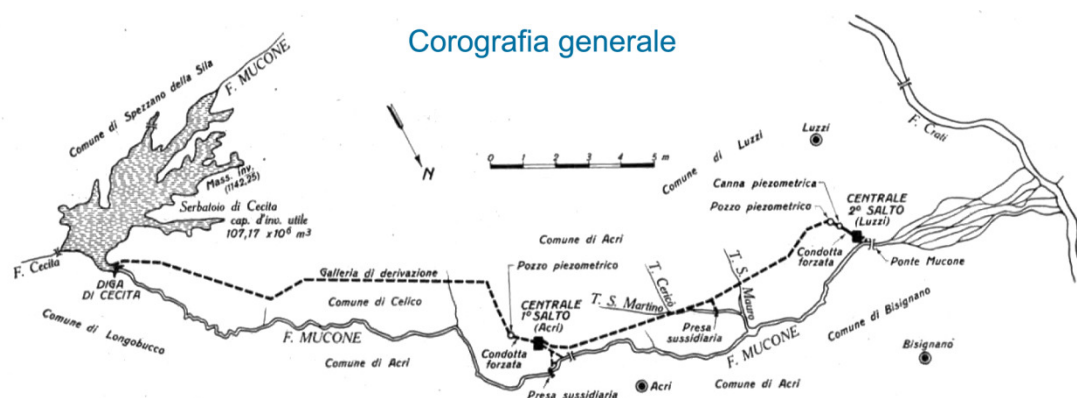 Corografia generale
Comune di Spezzano della Sila
F. MUCONE
Mass. inv.
(1142,25)
Serbatoio di Cecita
cap. d'inv. utile
107,17 x10⁶ m³
F. Cecita
DIGA
DI CECITA
Comune di Longobucco
N
0 1 2 3 4 5 m
Galleria di derivazione
Comune di Celico
F. MUCONE
Comune di Acri
Pozzo piezometrico
CENTRALE
1º SALTO
(Acri)
Condotta
forzata
Presa sussidiaria
Comune di Acri
T. S. Martino
T. Cericò
T. S. Mauro
Presa
sussidiaria
F. MUCONE
Acri
Comune di Acri
Comune di Luzzi
Luzzi
Canna piezometrica
Pozzo piezometrico
CENTRALE
2º SALTO
(Luzzi)
Condotta
forzata
Ponte Mucone
Comune di Bisignano
Bisignano
F. Crati